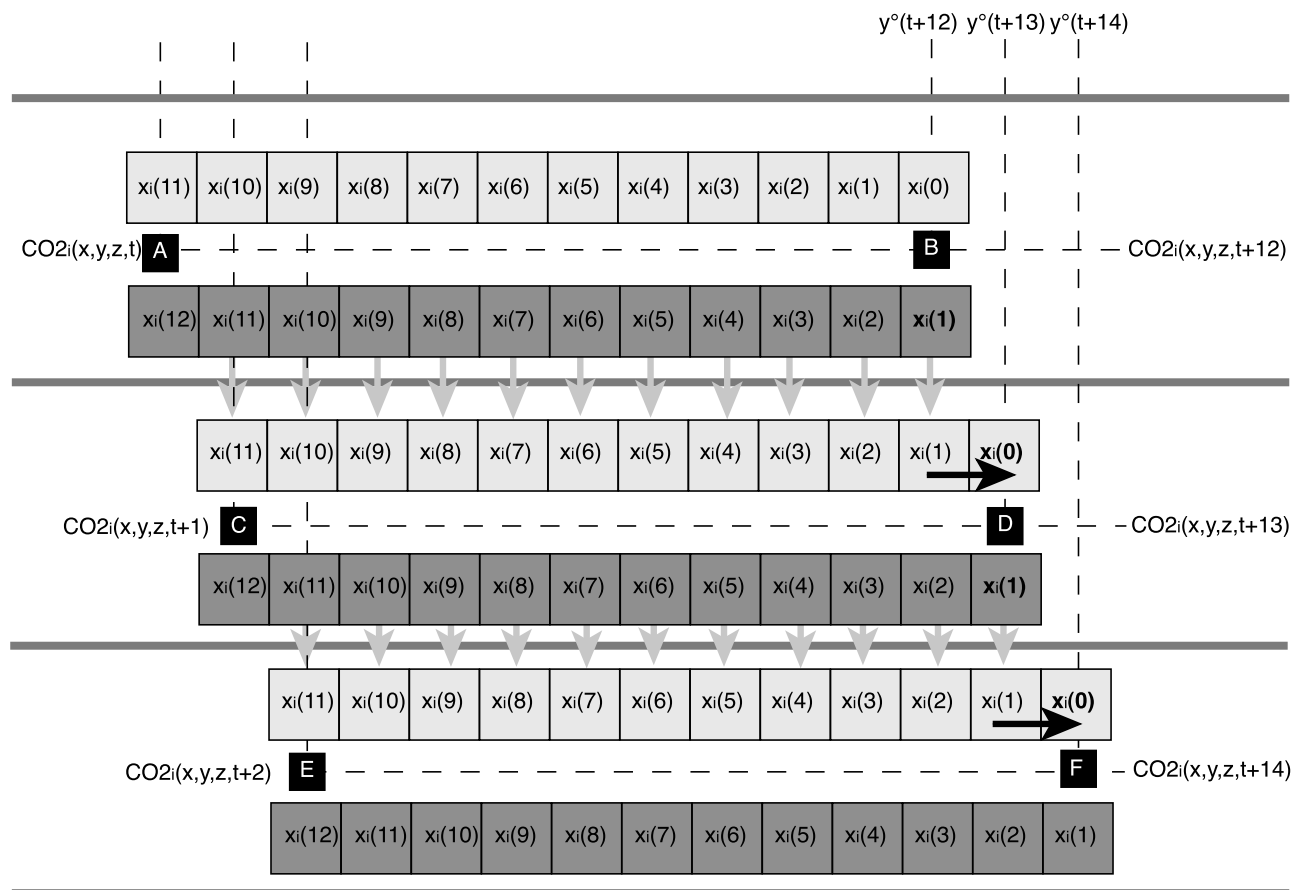 y°(t+12) y°(t+13) y°(t+14)
xi(11) xi(10) xi(9) xi(8) xi(7) xi(6) xi(5) xi(4) xi(3) xi(2) xi(1) xi(0)
CO2i(x,y,z,t) A B CO2i(x,y,z,t+12)
xi(12) xi(11) xi(10) xi(9) xi(8) xi(7) xi(6) xi(5) xi(4) xi(3) xi(2) xi(1)
xi(11) xi(10) xi(9) xi(8) xi(7) xi(6) xi(5) xi(4) xi(3) xi(2) xi(1) xi(0)
CO2i(x,y,z,t+1) C D CO2i(x,y,z,t+13)
xi(12) xi(11) xi(10) xi(9) xi(8) xi(7) xi(6) xi(5) xi(4) xi(3) xi(2) xi(1)
xi(11) xi(10) xi(9) xi(8) xi(7) xi(6) xi(5) xi(4) xi(3) xi(2) xi(1) xi(0)
CO2i(x,y,z,t+2) E F CO2i(x,y,z,t+14)
xi(12) xi(11) xi(10) xi(9) xi(8) xi(7) xi(6) xi(5) xi(4) xi(3) xi(2) xi(1)